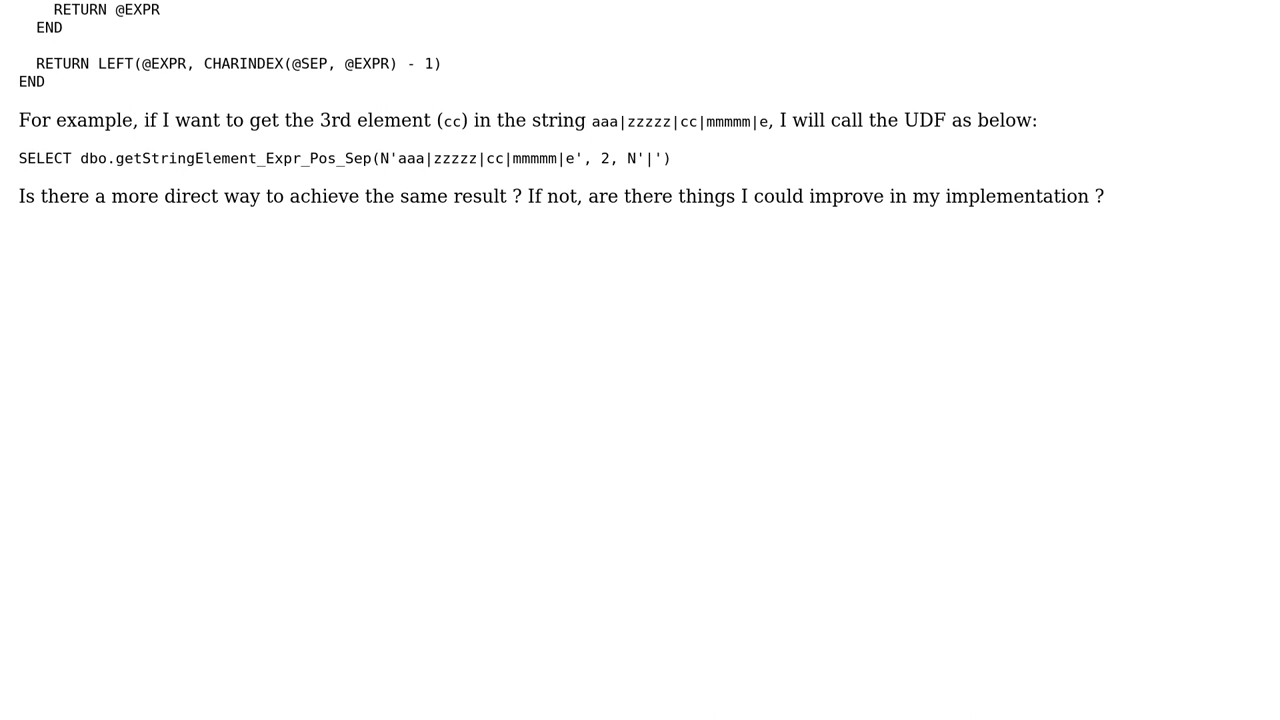 RETURN @EXPR
  END

  RETURN LEFT(@EXPR, CHARINDEX(@SEP, @EXPR) - 1)
END
For example, if I want to get the 3rd element (cc) in the string aaa|zzzzz|cc|mmmmm|e, I will call the UDF as below:
SELECT dbo.getStringElement_Expr_Pos_Sep(N'aaa|zzzzz|cc|mmmmm|e', 2, N'|')
Is there a more direct way to achieve the same result ? If not, are there things I could improve in my implementation ?